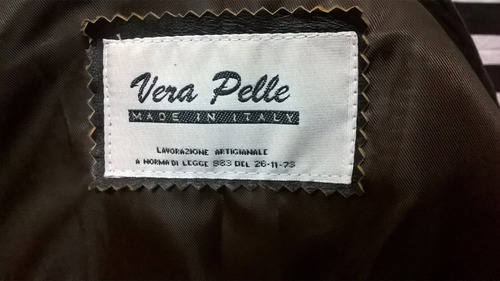 Vera Pelle
MADE IN ITALY
LAVORAZIONE ARTIGIANALE
A NORMA DI LEGGE 883 DEL 26-11-73